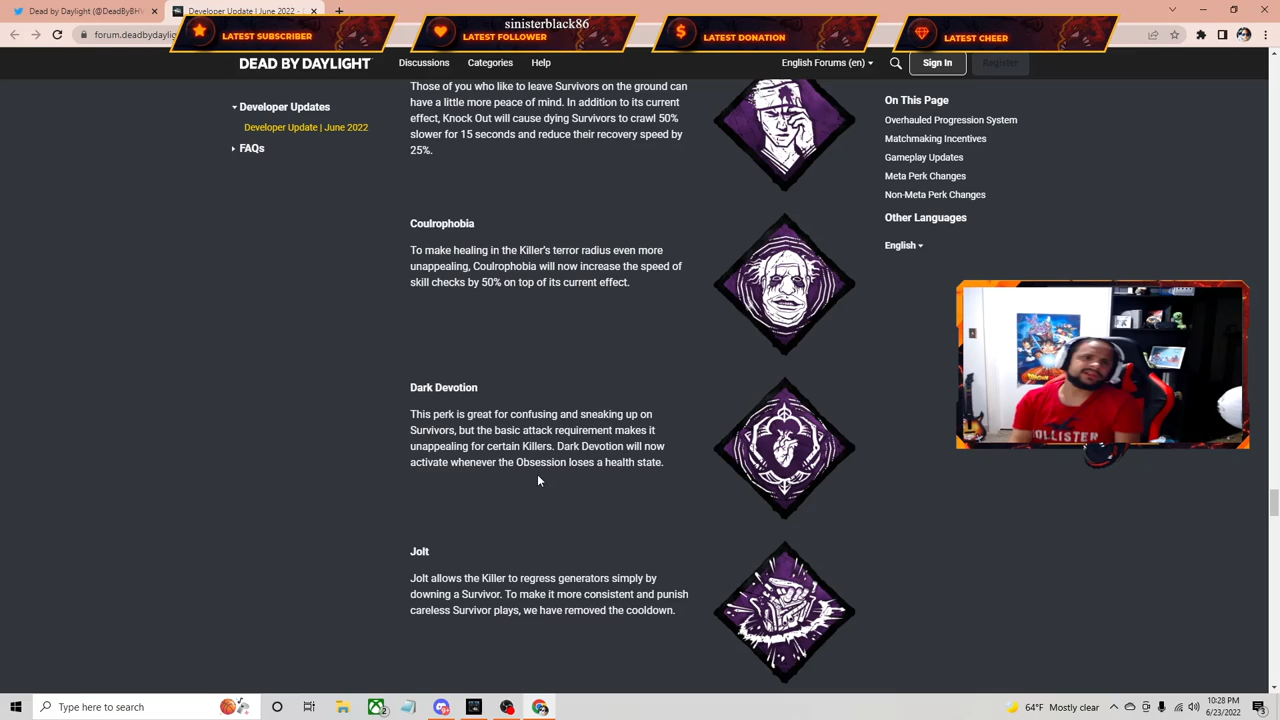 Dead by Daylight (@DeadByBHV
Developer Update | June 2022 -
sinisterblack86
LATEST SUBSCRIBER
LATEST FOLLOWER
LATEST DONATION
LATEST CHEER
forum.deadbydaylig
DEAD BY DAYLIGHT
Discussions
Categories
Help
English Forums (en)
Sign In
Register
Developer Updates
Developer Update | June 2022
FAQs
Those of you who like to leave Survivors on the ground can
have a little more peace of mind. In addition to its current
effect, Knock Out will cause dying Survivors to crawl 50%
slower for 15 seconds and reduce their recovery speed by
25%.
Coulrophobia
To make healing in the Killer's terror radius even more
unappealing, Coulrophobia will now increase the speed of
skill checks by 50% on top of its current effect.
Dark Devotion
This perk is great for confusing and sneaking up on
Survivors, but the basic attack requirement makes it
unappealing for certain Killers. Dark Devotion will now
activate whenever the Obsession loses a health state.
Jolt
Jolt allows the Killer to regress generators simply by
downing a Survivor. To make it more consistent and punish
careless Survivor plays, we have removed the cooldown.
On This Page
Overhauled Progression System
Matchmaking Incentives
Gameplay Updates
Meta Perk Changes
Non-Meta Perk Changes
Other Languages
English
HOLLISTER
Type here to search
64°F Mostly clear
10:28 PM
6/23/2022